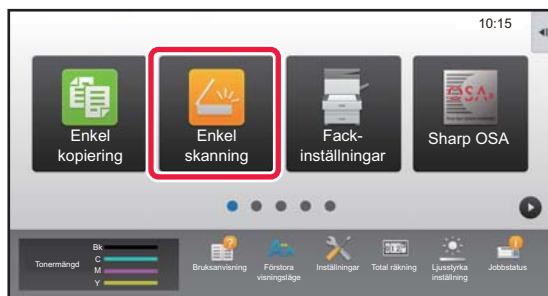 10:15
Enkel
kopiering
Enkel
skanning
Fack-
inställningar
OSA
Sharp OSA
Tonermängd
Bk
C
M
Y
Bruksanvisning
Förstora
visningsläge
Inställningar
Total räkning
Ljusstyrka
inställning
Jobbstatus